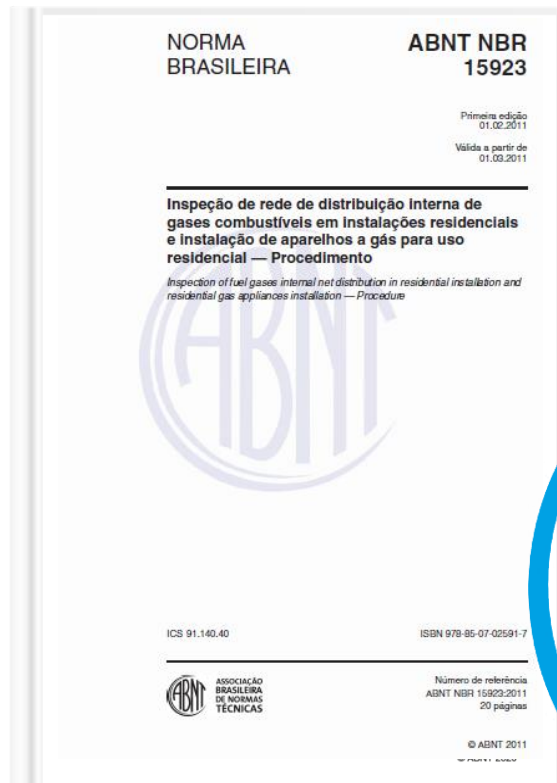 NORMA
BRASILEIRA
ABNT NBR
15923
Primeira edição
01.02.2011
Válida a partir de
01.03.2011
Inspeção de rede de distribuição interna de
gases combustíveis em instalações residenciais
e instalação de aparelhos a gás para uso
residencial — Procedimento
Inspection of fuel gases internal net distribution in residential installation and
residential gas appliances installation — Procedure
ABNT
ICS 91.140.40
ISBN 978-85-07-02591-7
ABNT
ASSOCIAÇÃO
BRASILEIRA
DE NORMAS
TÉCNICAS
Número de referência
ABNT NBR 15923:2011
20 páginas
© ABNT 2011